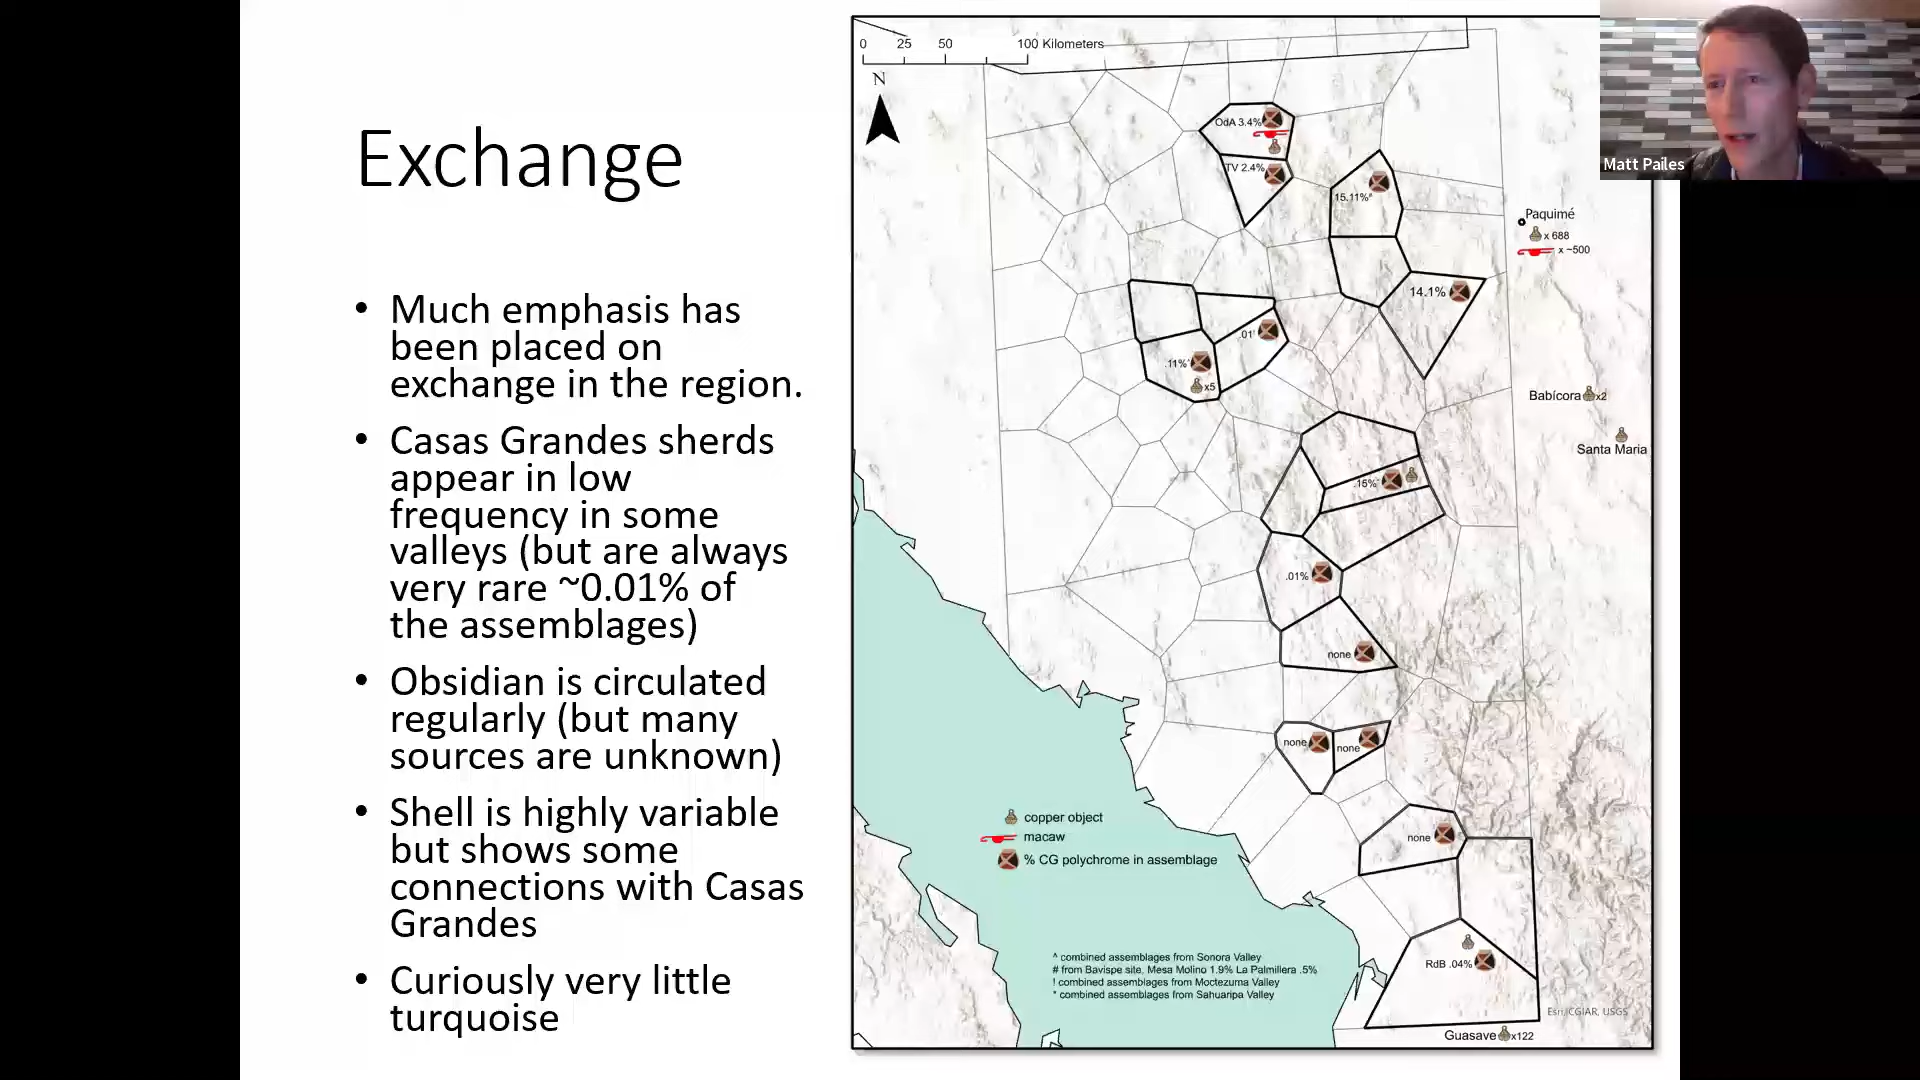 Exchange
• Much emphasis has
been placed on
exchange in the region.
• Casas Grandes sherds
appear in low
frequency in some
valleys (but are always
very rare ~0.01% of
the assemblages)
• Obsidian is circulated
regularly (but many
sources are unknown)
• Shell is highly variable
but shows some
connections with Casas
Grandes
• Curiously very little
turquoise
0 25 50 100 Kilometers
N
OdA 3.4%
TV 2.4%
15.11%#
Paquimé
x 688
x ~500
14.1%
.01!
.11%^
x5
Babícora x2
Santa Maria
.15%*
.01%
none
none
none
none
copper object
macaw
% CG polychrome in assemblage
RdB .04%
^ combined assemblages from Sonora Valley
# from Bavispe site, Mesa Molino 1.9% La Palmillera .5%
! combined assemblages from Moctezuma Valley
* combined assemblages from Sahuaripa Valley
Esri, CGIAR, USGS
Guasave x122
Matt Pailes